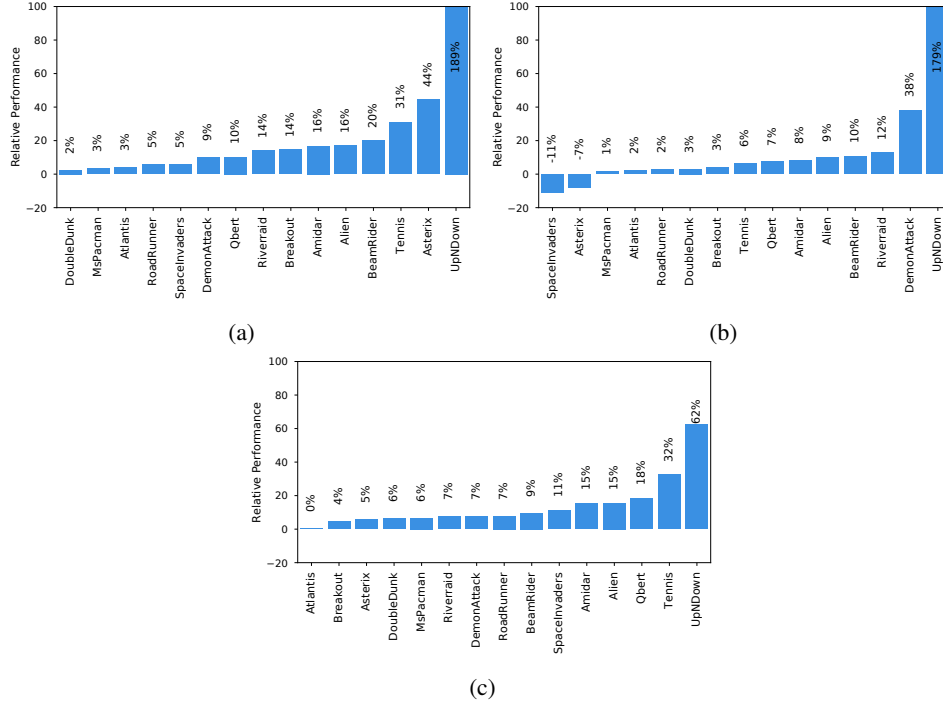 100
80
60
40
20
0
−20
Relative Performance
2%
3%
3%
5%
5%
9%
10%
14%
14%
16%
16%
20%
31%
44%
189%
DoubleDunk
MsPacman
Atlantis
RoadRunner
SpaceInvaders
DemonAttack
Qbert
Riverraid
Breakout
Amidar
Alien
BeamRider
Tennis
Asterix
UpNDown
(a)
100
80
60
40
20
0
−20
Relative Performance
-11%
-7%
1%
2%
2%
3%
3%
6%
7%
8%
9%
10%
12%
38%
179%
SpaceInvaders
Asterix
MsPacman
Atlantis
RoadRunner
DoubleDunk
Breakout
Tennis
Qbert
Amidar
Alien
BeamRider
Riverraid
DemonAttack
UpNDown
(b)
100
80
60
40
20
0
−20
Relative Performance
0%
4%
5%
6%
6%
7%
7%
7%
9%
11%
15%
15%
18%
32%
62%
Atlantis
Breakout
Asterix
DoubleDunk
MsPacman
Riverraid
DemonAttack
RoadRunner
BeamRider
SpaceInvaders
Amidar
Alien
Qbert
Tennis
UpNDown
(c)